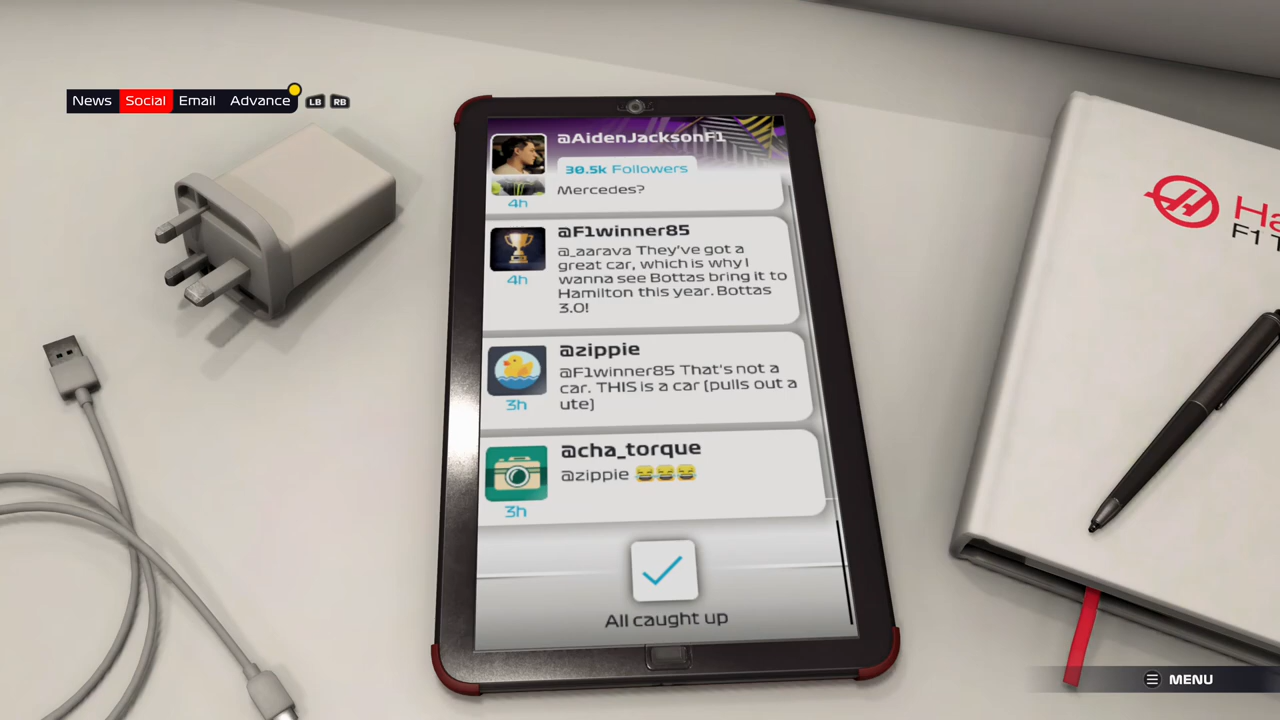 News Social Email Advance LB RB
@AidenJacksonF1
30.5k Followers
Mercedes?
4h
@F1winner85
@_aarava They've got a
great car, which is why I
wanna see Bottas bring it to
Hamilton this year. Bottas
3.0!
4h
@zippie
@F1winner85 That's not a
car. THIS is a car (pulls out a
ute)
3h
@cha_torque
@zippie 😆😆😆
3h
All caught up
F1
MENU